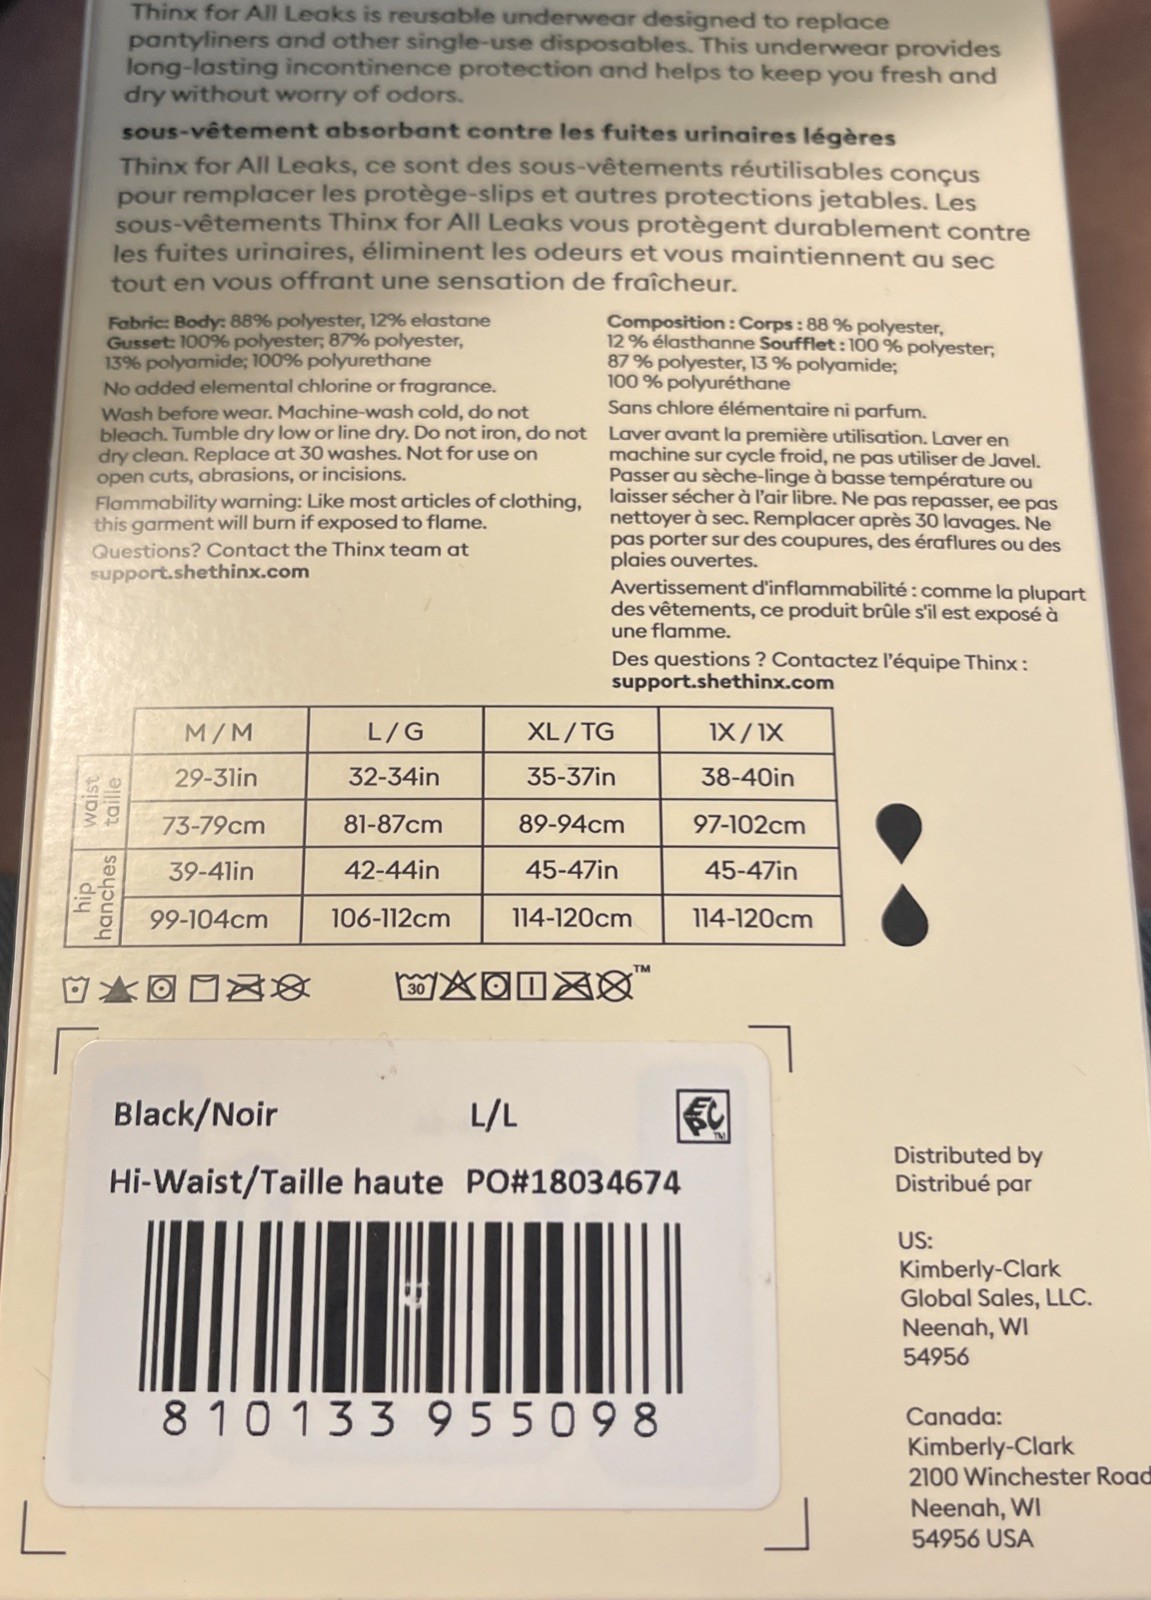 Thinx for All Leaks is reusable underwear designed to replace
pantyliners and other single-use disposables. This underwear provides
long-lasting incontinence protection and helps to keep you fresh and
dry without worry of odors.
sous-vêtement absorbant contre les fuites urinaires légères
Thinx for All Leaks, ce sont des sous-vêtements réutilisables conçus
pour remplacer les protège-slips et autres protections jetables. Les
sous-vêtements Thinx for All Leaks vous protègent durablement contre
les fuites urinaires, éliminent les odeurs et vous maintiennent au sec
tout en vous offrant une sensation de fraîcheur.
Fabric: Body: 88% polyester, 12% elastane
Gusset: 100% polyester; 87% polyester,
13% polyamide; 100% polyurethane
No added elemental chlorine or fragrance.
Wash before wear. Machine-wash cold, do not
bleach. Tumble dry low or line dry. Do not iron, do not
dry clean. Replace at 30 washes. Not for use on
open cuts, abrasions, or incisions.
Flammability warning: Like most articles of clothing,
this garment will burn if exposed to flame.
Questions? Contact the Thinx team at
support.shethinx.com
Composition : Corps : 88 % polyester,
12 % élasthanne Soufflet : 100 % polyester;
87 % polyester, 13 % polyamide;
100 % polyuréthane
Sans chlore élémentaire ni parfum.
Laver avant la première utilisation. Laver en
machine sur cycle froid, ne pas utiliser de Javel.
Passer au sèche-linge à basse température ou
laisser sécher à l'air libre. Ne pas repasser, ee pas
nettoyer à sec. Remplacer après 30 lavages. Ne
pas porter sur des coupures, des éraflures ou des
plaies ouvertes.
Avertissement d'inflammabilité : comme la plupart
des vêtements, ce produit brûle s'il est exposé à
une flamme.
Des questions ? Contactez l'équipe Thinx :
support.shethinx.com
M / M L / G XL / TG 1X / 1X
waist taille
29-31in 32-34in 35-37in 38-40in
73-79cm 81-87cm 89-94cm 97-102cm
hip hanches
39-41in 42-44in 45-47in 45-47in
99-104cm 106-112cm 114-120cm 114-120cm
30 TM
Black/Noir L/L EPC TM
Hi-Waist/Taille haute PO#18034674
810133 955098
Distributed by
Distribué par
US:
Kimberly-Clark
Global Sales, LLC.
Neenah, WI
54956
Canada:
Kimberly-Clark
2100 Winchester Road
Neenah, WI
54956 USA